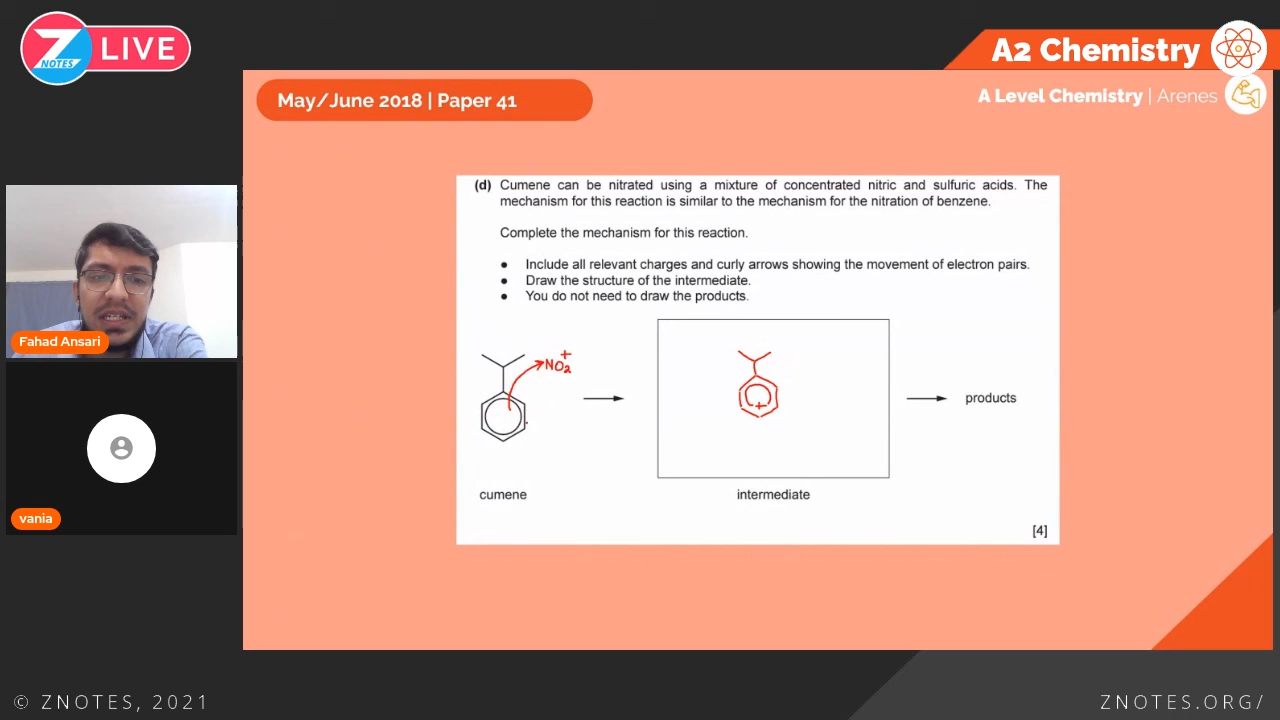 Z NOTES LIVE
A2 Chemistry
May/June 2018 | Paper 41
A Level Chemistry | Arenes
(d) Cumene can be nitrated using a mixture of concentrated nitric and sulfuric acids. The
mechanism for this reaction is similar to the mechanism for the nitration of benzene.
Complete the mechanism for this reaction.
• Include all relevant charges and curly arrows showing the movement of electron pairs.
• Draw the structure of the intermediate.
• You do not need to draw the products.
NO₂⁺
+
products
cumene
intermediate
[4]
Fahad Ansari
vania
© ZNOTES, 2021
ZNOTES.ORG/